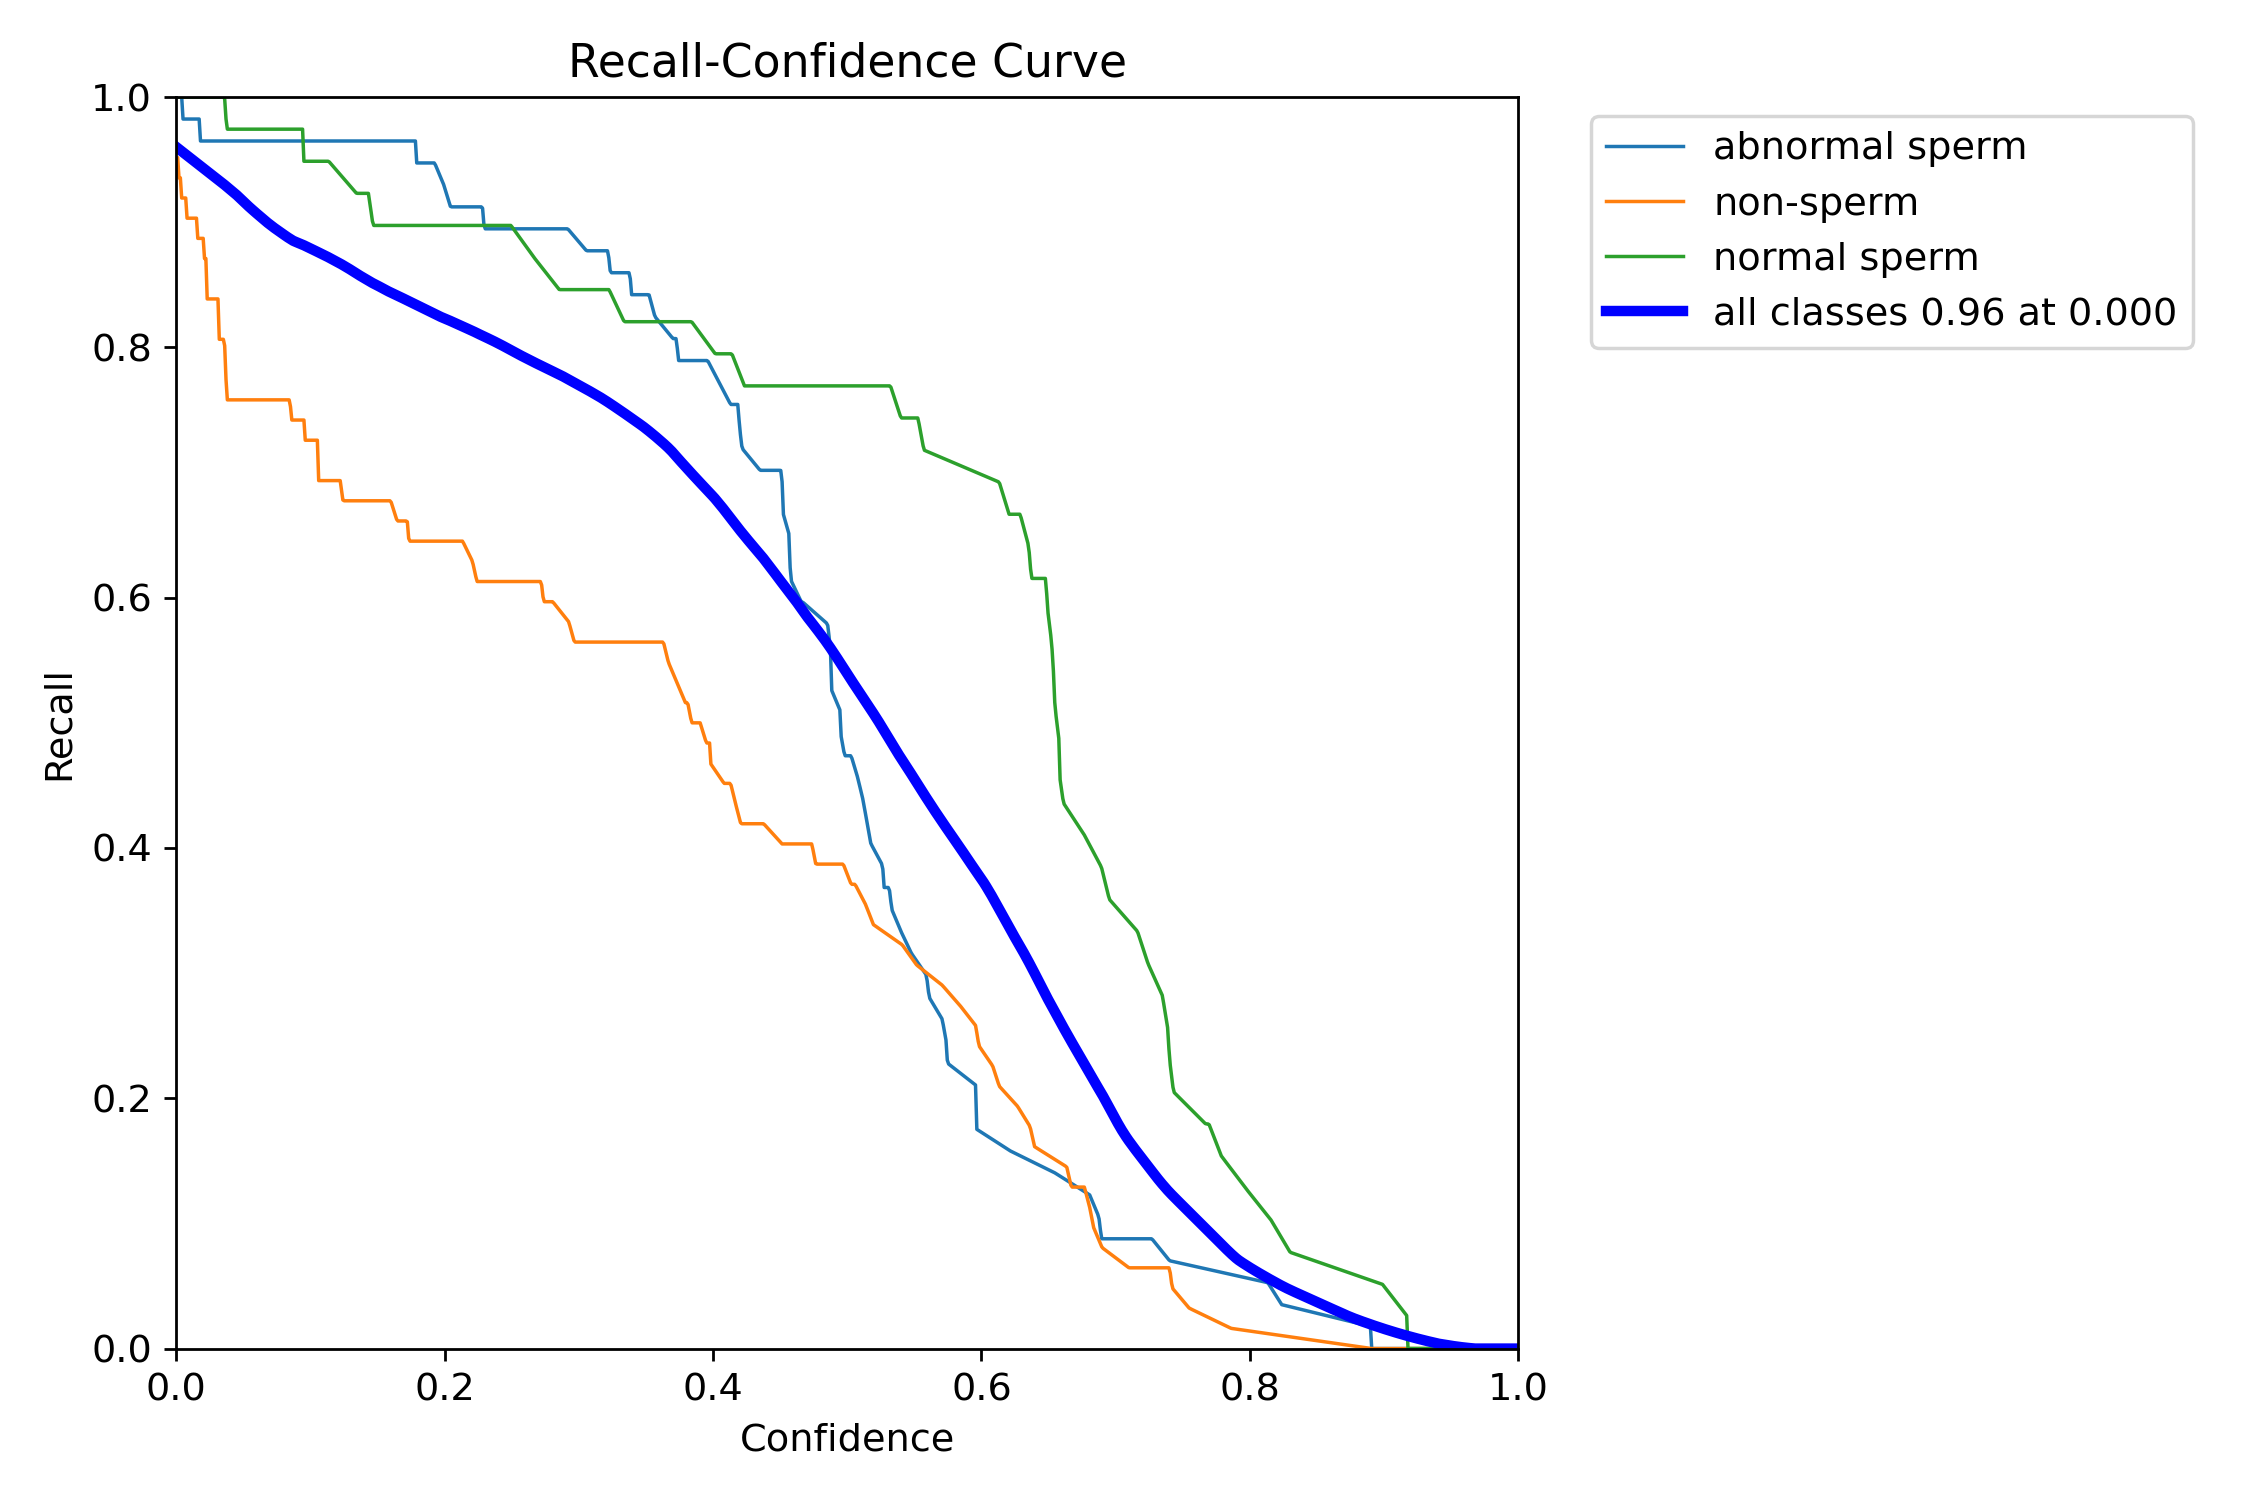 Recall-Confidence Curve
1.0
0.8
0.6
0.4
0.2
0.0
Recall
0.0 0.2 0.4 0.6 0.8 1.0
Confidence
abnormal sperm
non-sperm
normal sperm
all classes 0.96 at 0.000